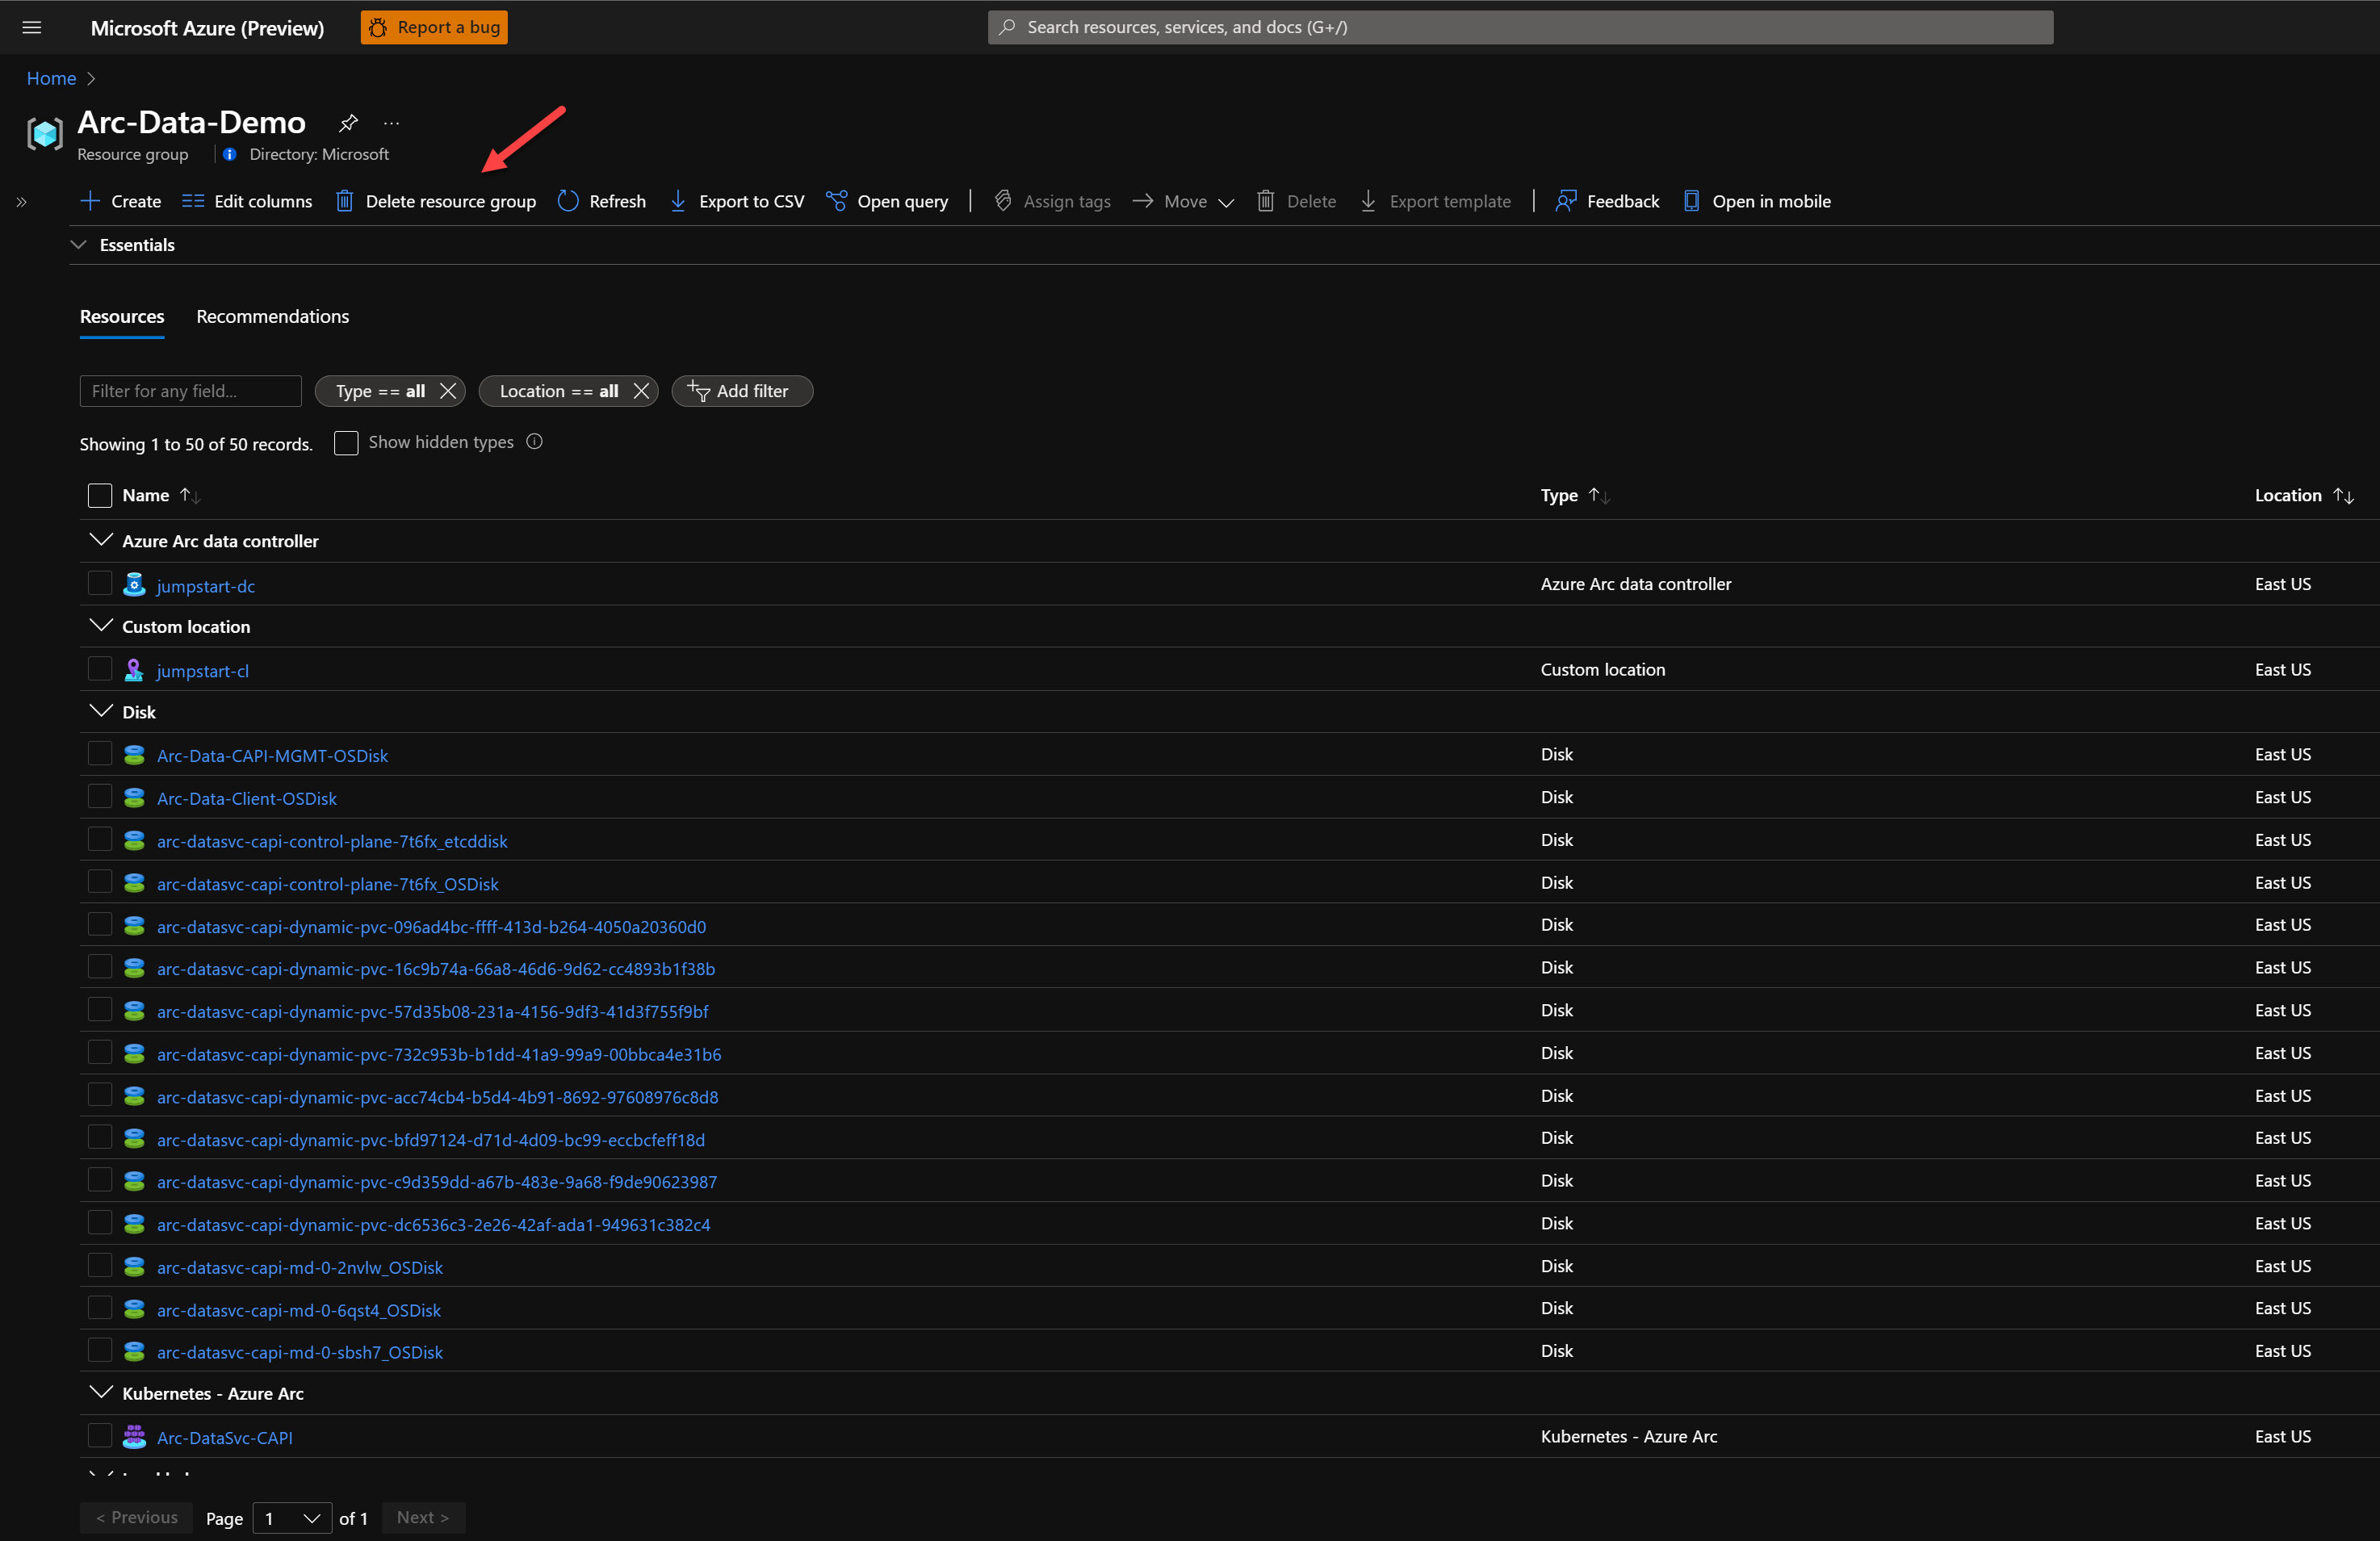 Microsoft Azure (Preview) Report a bug Search resources, services, and docs (G+/)
Home
Arc-Data-Demo ...
Resource group Directory: Microsoft
Create Edit columns Delete resource group Refresh Export to CSV Open query Assign tags Move Delete Export template Feedback Open in mobile
Essentials
Resources Recommendations
Filter for any field... Type == all Location == all Add filter
Showing 1 to 50 of 50 records. Show hidden types
Name Type Location
Azure Arc data controller
jumpstart-dc Azure Arc data controller East US
Custom location
jumpstart-cl Custom location East US
Disk
Arc-Data-CAPI-MGMT-OSDisk Disk East US
Arc-Data-Client-OSDisk Disk East US
arc-datasvc-capi-control-plane-7t6fx_etcddisk Disk East US
arc-datasvc-capi-control-plane-7t6fx_OSDisk Disk East US
arc-datasvc-capi-dynamic-pvc-096ad4bc-ffff-413d-b264-4050a20360d0 Disk East US
arc-datasvc-capi-dynamic-pvc-16c9b74a-66a8-46d6-9d62-cc4893b1f38b Disk East US
arc-datasvc-capi-dynamic-pvc-57d35b08-231a-4156-9df3-41d3f755f9bf Disk East US
arc-datasvc-capi-dynamic-pvc-732c953b-b1dd-41a9-99a9-00bbca4e31b6 Disk East US
arc-datasvc-capi-dynamic-pvc-acc74cb4-b5d4-4b91-8692-97608976c8d8 Disk East US
arc-datasvc-capi-dynamic-pvc-bfd97124-d71d-4d09-bc99-eccbcfeff18d Disk East US
arc-datasvc-capi-dynamic-pvc-c9d359dd-a67b-483e-9a68-f9de90623987 Disk East US
arc-datasvc-capi-dynamic-pvc-dc6536c3-2e26-42af-ada1-949631c382c4 Disk East US
arc-datasvc-capi-md-0-2nvlw_OSDisk Disk East US
arc-datasvc-capi-md-0-6qst4_OSDisk Disk East US
arc-datasvc-capi-md-0-sbsh7_OSDisk Disk East US
Kubernetes - Azure Arc
Arc-DataSvc-CAPI Kubernetes - Azure Arc East US
< Previous Page 1 of 1 Next >